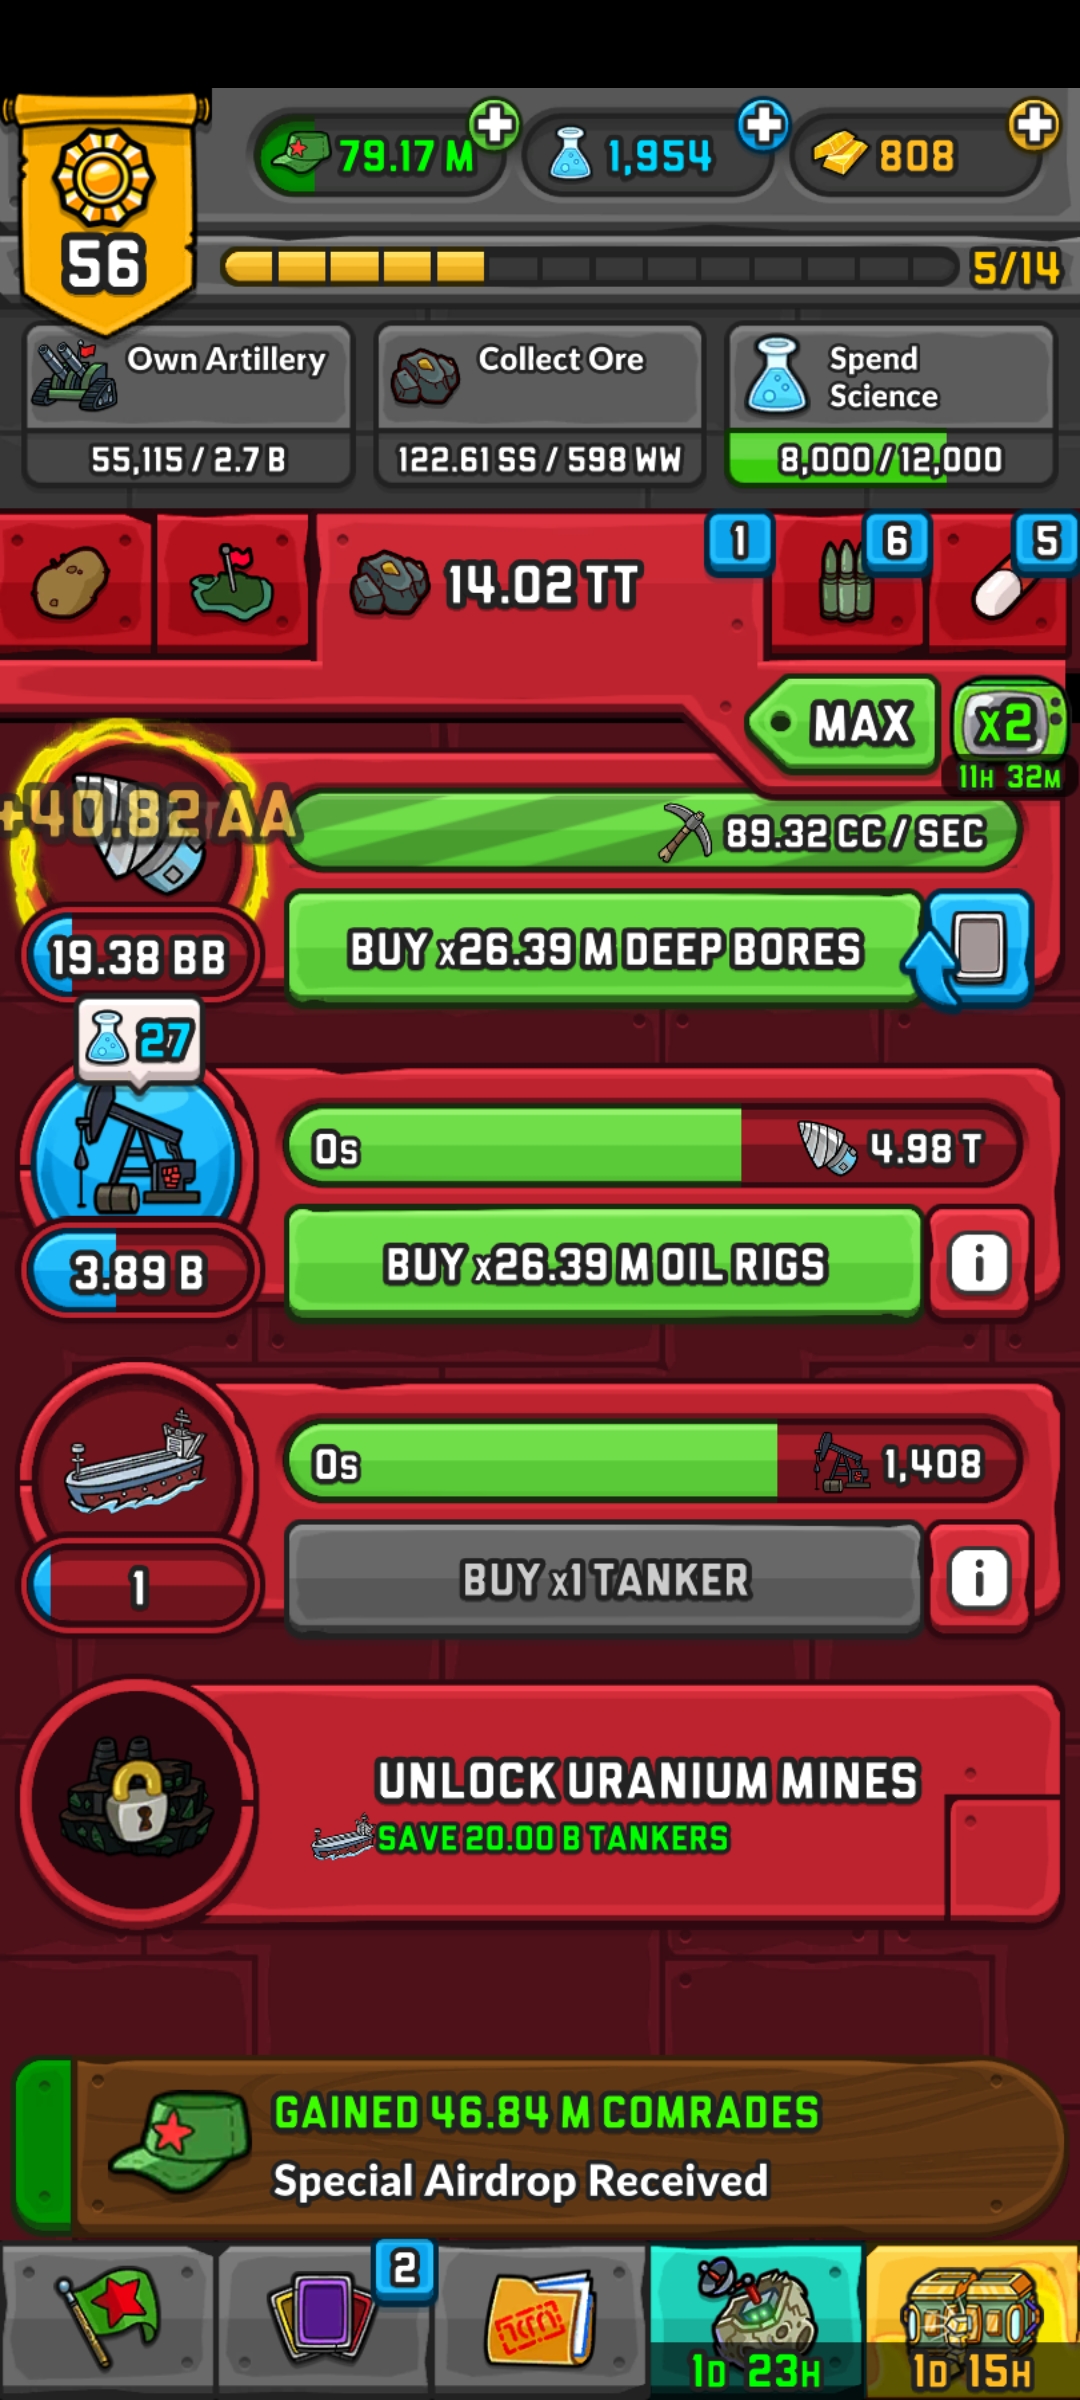 56
79.17 M
1,954
808
5/14
Own Artillery
55,115 / 2.7 B
Collect Ore
122.61 SS / 598 WW
Spend
Science
8,000 / 12,000
14.02 TT
1
6
5
MAX
x2
11H 32M
+40.82 AA
89.32 CC / SEC
19.38 BB
BUY x26.39 M DEEP BORES
27
0s
4.98 T
3.89 B
BUY x26.39 M OIL RIGS
i
0s
1,408
1
BUY x1 TANKER
i
UNLOCK URANIUM MINES
SAVE 20.00 B TANKERS
GAINED 46.84 M COMRADES
Special Airdrop Received
2
1D 23H
1D 15H